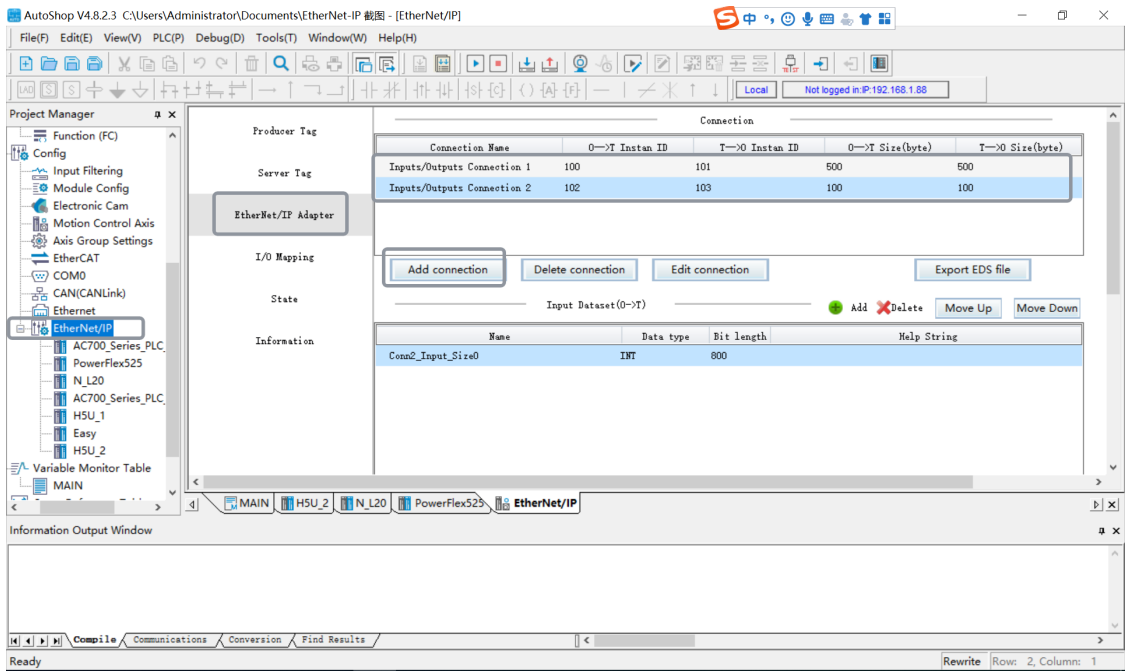 AutoShop V4.8.2.3 C:\Users\Administrator\Documents\EtherNet-IP 截图 - [EtherNet/IP]
中
File(F) Edit(E) View(V) PLC(P) Debug(D) Tools(T) Window(W) Help(H)
LAD S S S C A F Local Not logged in:IP:192.168.1.88
Project Manager
Function (FC)
Config
Input Filtering
Module Config
Electronic Cam
Motion Control Axis
Axis Group Settings
EtherCAT
COM0
CAN(CANLink)
Ethernet
EtherNet/IP
AC700_Series_PLC_
PowerFlex525
N_L20
AC700_Series_PLC_
H5U_1
Easy
H5U_2
Variable Monitor Table
MAIN
Producer Tag
Server Tag
EtherNet/IP Adapter
I/O Mapping
State
Information
Connection
Connection Name O—>T Instan ID T—>O Instan ID O—>T Size(byte) T—>O Size(byte)
Inputs/Outputs Connection 1 100 101 500 500
Inputs/Outputs Connection 2 102 103 100 100
Add connection Delete connection Edit connection Export EDS file
Input Dataset(O->T) Add Delete Move Up Move Down
Name Data type Bit length Help String
Conn2_Input_Size0 INT 800
MAIN H5U_2 N_L20 PowerFlex525 EtherNet/IP
Information Output Window
Compile Communications Conversion Find Results
Ready Rewrite Row: 2, Column: 1